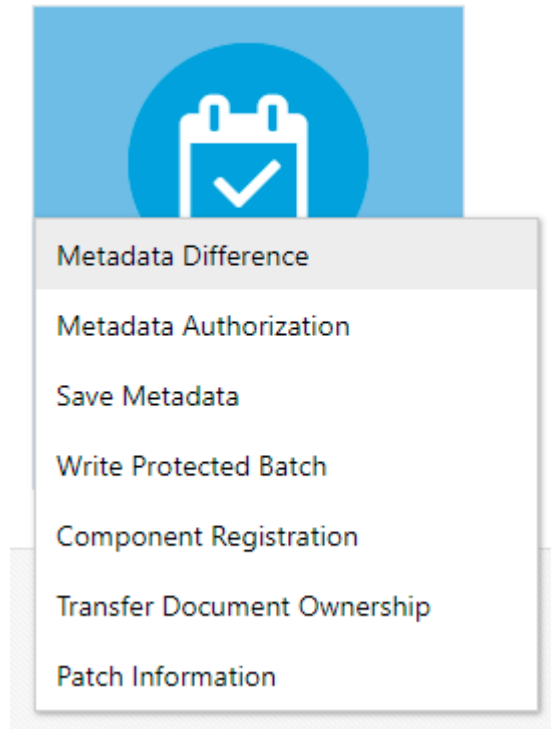 Metadata Difference
Metadata Authorization
Save Metadata
Write Protected Batch
Component Registration
Transfer Document Ownership
Patch Information